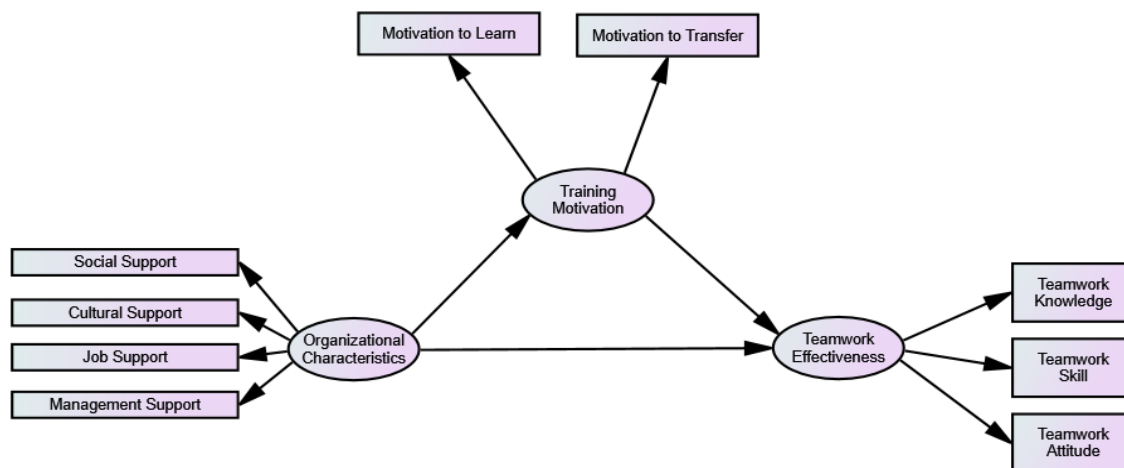 Motivation to Learn
Motivation to Transfer
Training
Motivation
Social Support
Cultural Support
Job Support
Management Support
Organizational
Characteristics
Teamwork
Effectiveness
Teamwork
Knowledge
Teamwork
Skill
Teamwork
Attitude